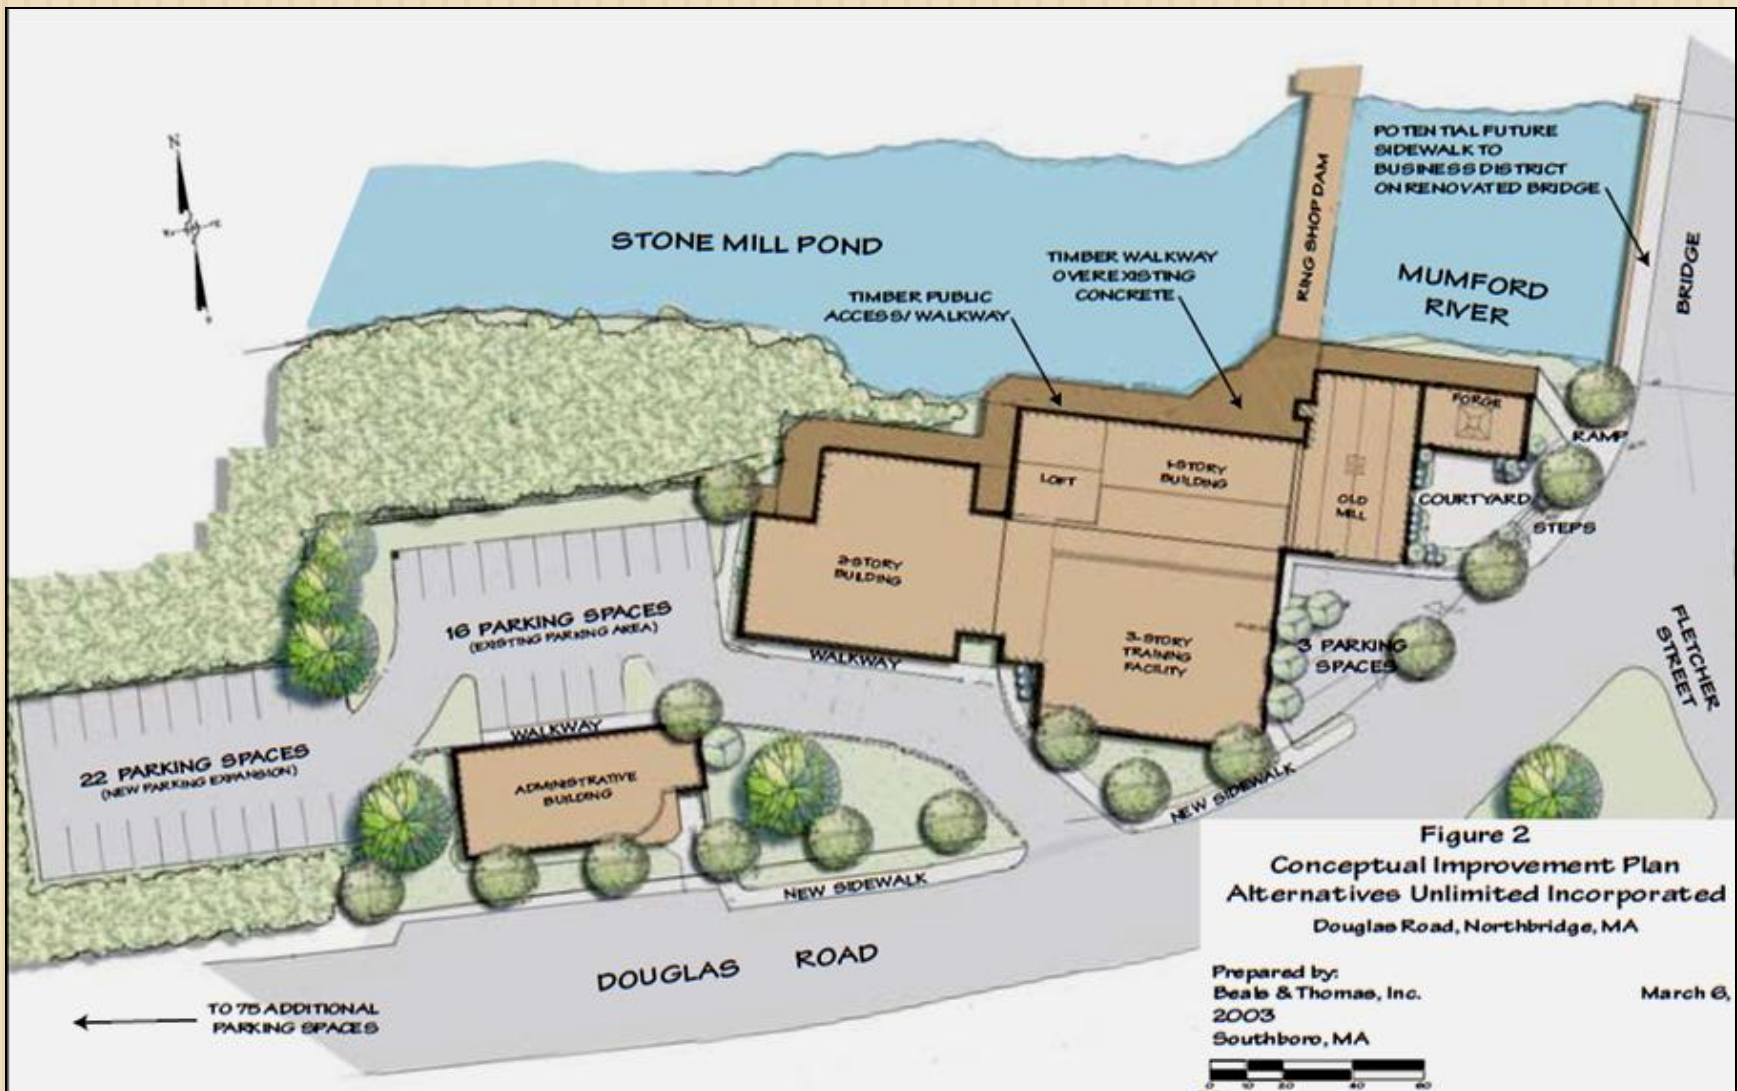 N
POTENTIAL FUTURE
SIDEWALK TO
BUSINESS DISTRICT
ON RENOVATED BRIDGE
RING SHOP DAM
STONE MILL POND
TIMBER WALKWAY
OVER EXISTING
CONCRETE
MUMFORD
RIVER
BRIDGE
TIMBER PUBLIC
ACCESS/WALKWAY
FORGE
RAMP
LOFT
1-STORY
BUILDING
OLD
MILL
COURTYARD
STEPS
2-STORY
BUILDING
16 PARKING SPACES
(EXISTING PARKING AREA)
3-STORY
TRAINING
FACILITY
3 PARKING
SPACES
FLETCHER
STREET
WALKWAY
WALKWAY
22 PARKING SPACES
(NEW PARKING EXPANSION)
ADMINISTRATIVE
BUILDING
NEW SIDEWALK
NEW SIDEWALK
DOUGLAS ROAD
TO 75 ADDITIONAL
PARKING SPACES
Figure 2
Conceptual Improvement Plan
Alternatives Unlimited Incorporated
Douglas Road, Northbridge, MA
Prepared by:
Beals & Thomas, Inc. March 6,
2003
Southboro, MA
0 10 20 40 60